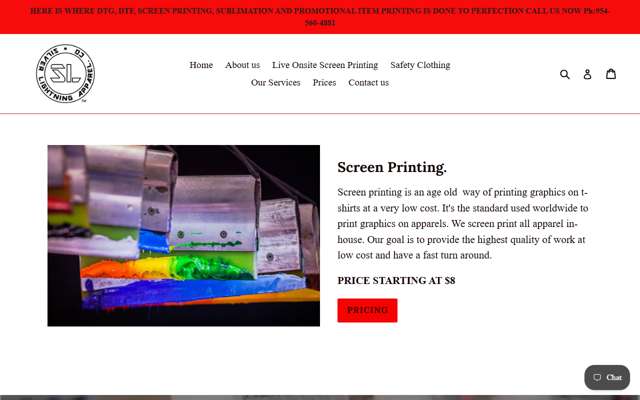 HERE IS WHERE DTG, DTF, SCREEN PRINTING, SUBLIMATION AND PROMOTIONAL ITEM PRINTING IS DONE TO PERFECTION CALL US NOW Ph:954-
560-4881
SILVER LIGHTNING APPAREL CO.
SL
Home About us Live Onsite Screen Printing Safety Clothing
Our Services Prices Contact us
Screen Printing.
Screen printing is an age old way of printing graphics on t-
shirts at a very low cost. It's the standard used worldwide to
print graphics on apparels. We screen print all apparel in-
house. Our goal is to provide the highest quality of work at
low cost and have a fast turn around.
PRICE STARTING AT $8
PRICING
Chat